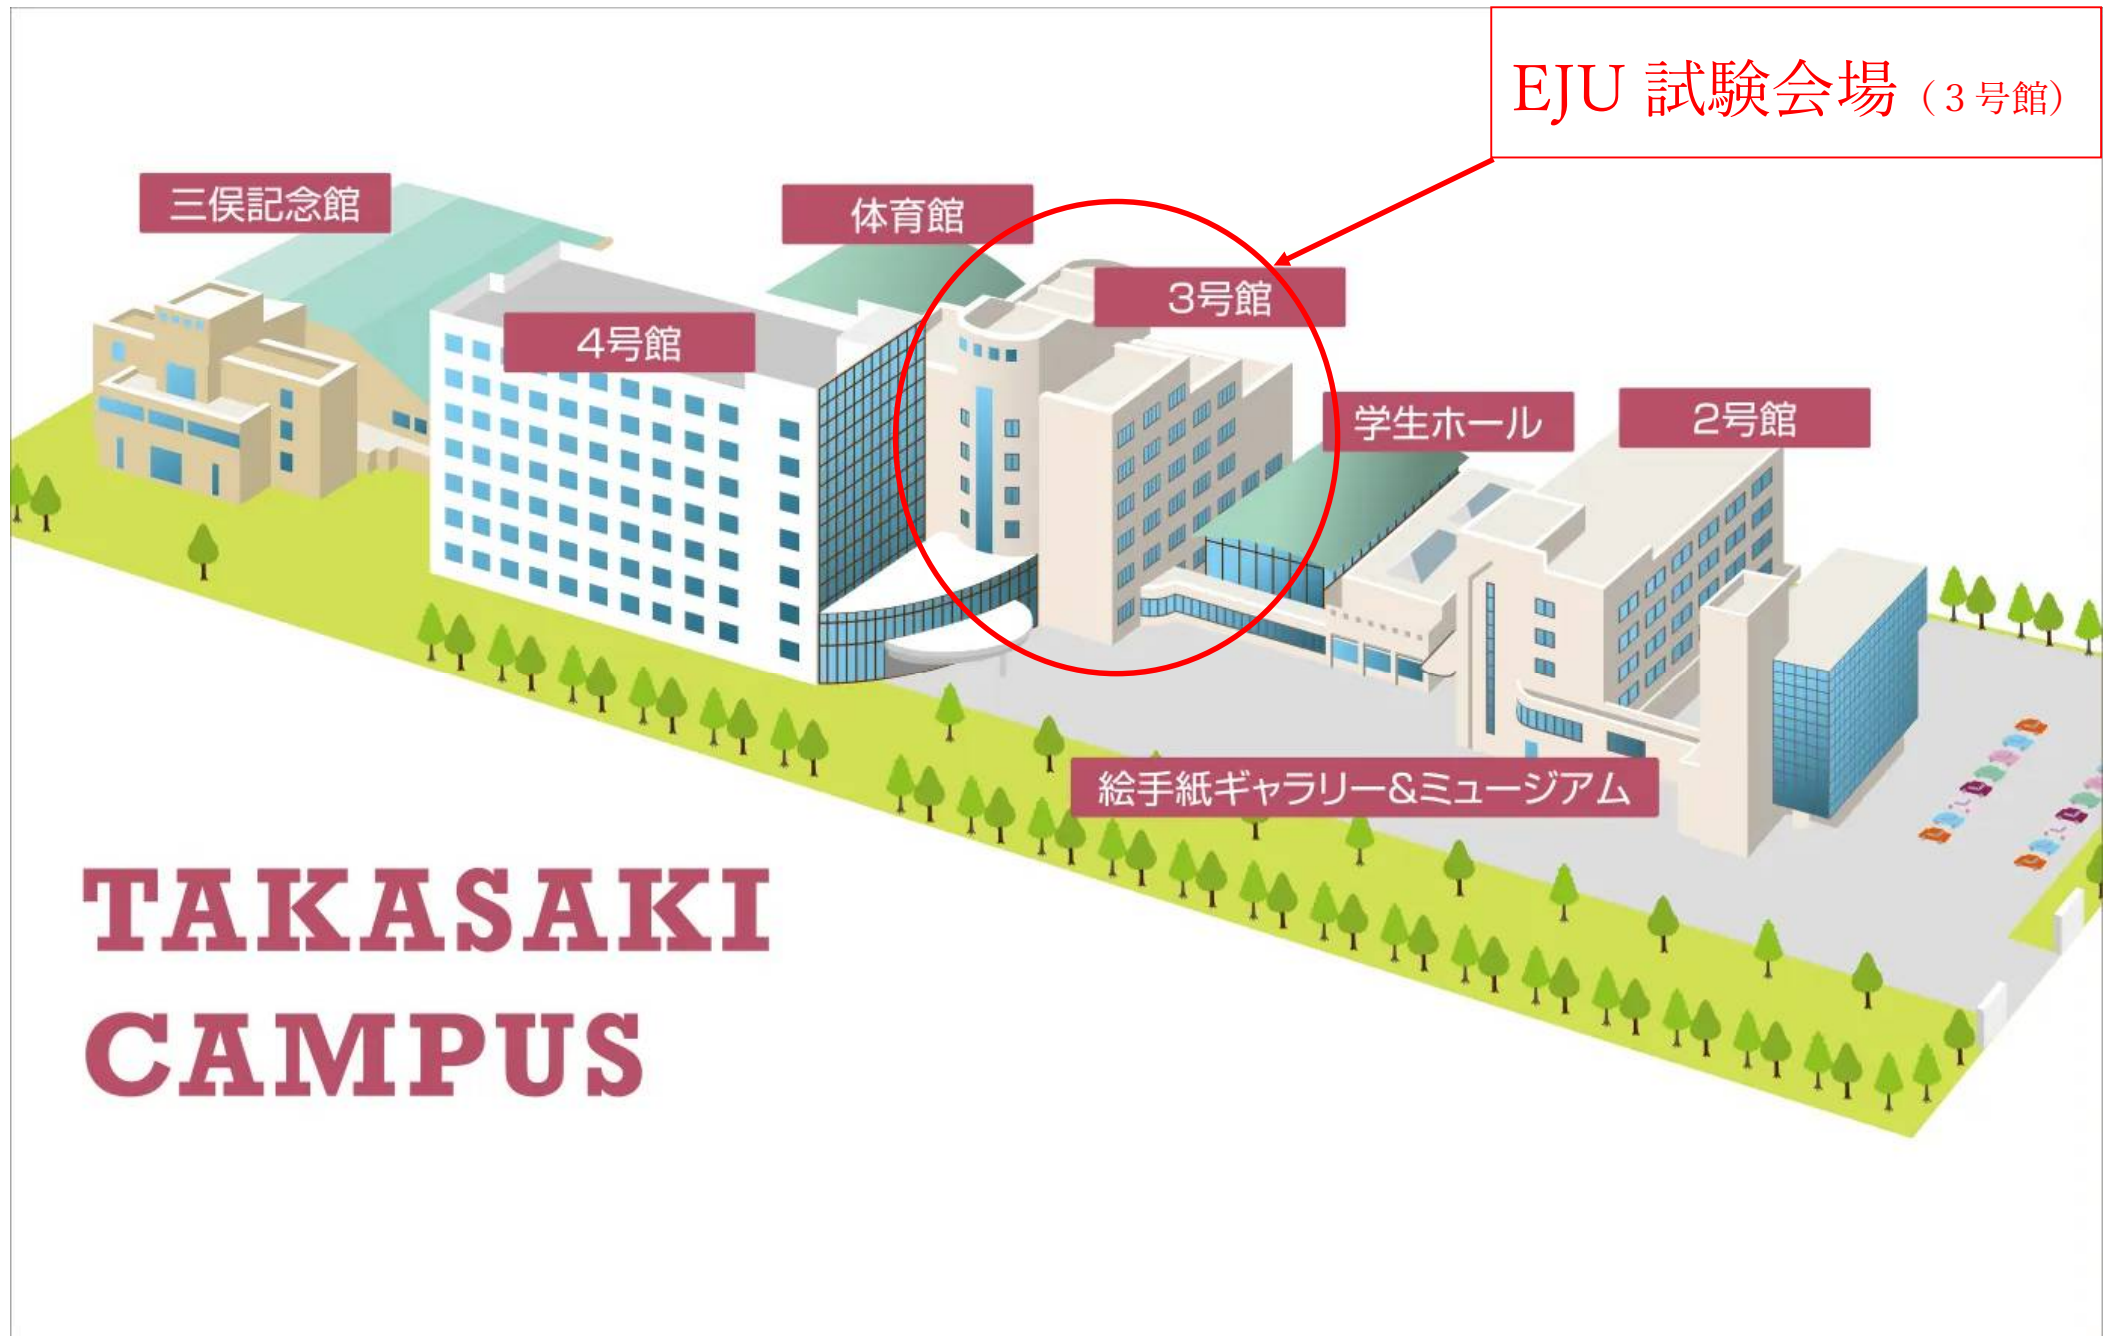 EJU 試験会場（３号館）
三俣記念館
体育館
3号館
4号館
学生ホール
2号館
絵手紙ギャラリー&ミュージアム
TAKASAKI
CAMPUS